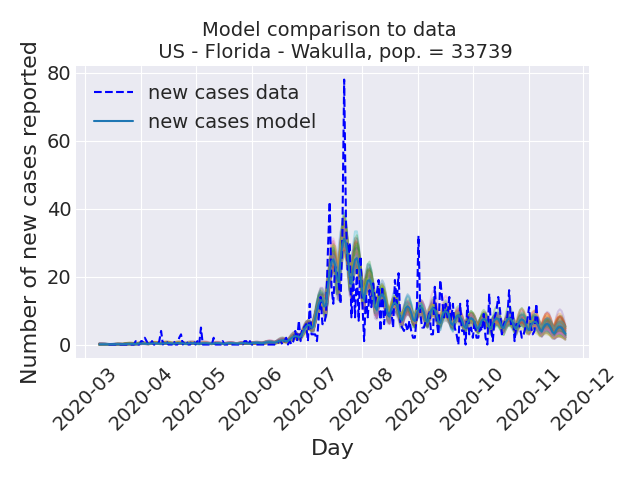 Model comparison to data
US - Florida - Wakulla, pop. = 33739
Number of new cases reported
80
60
40
20
0
new cases data
new cases model
2020-03
2020-04
2020-05
2020-06
2020-07
2020-08
2020-09
2020-10
2020-11
2020-12
Day